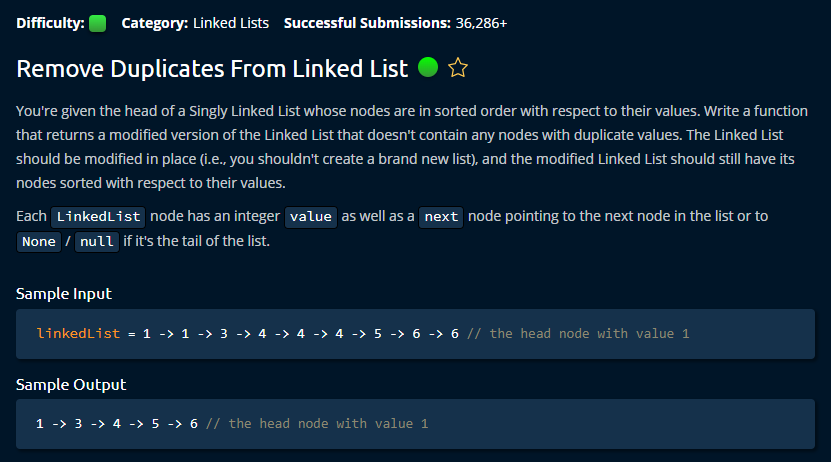 Difficulty: Category: Linked Lists Successful Submissions: 36,286+
Remove Duplicates From Linked List
You're given the head of a Singly Linked List whose nodes are in sorted order with respect to their values. Write a function
that returns a modified version of the Linked List that doesn't contain any nodes with duplicate values. The Linked List
should be modified in place (i.e., you shouldn't create a brand new list), and the modified Linked List should still have its
nodes sorted with respect to their values.
Each LinkedList node has an integer value as well as a next node pointing to the next node in the list or to
None / null if it's the tail of the list.
Sample Input
linkedList = 1 -> 1 -> 3 -> 4 -> 4 -> 4 -> 5 -> 6 -> 6 // the head node with value 1
Sample Output
1 -> 3 -> 4 -> 5 -> 6 // the head node with value 1